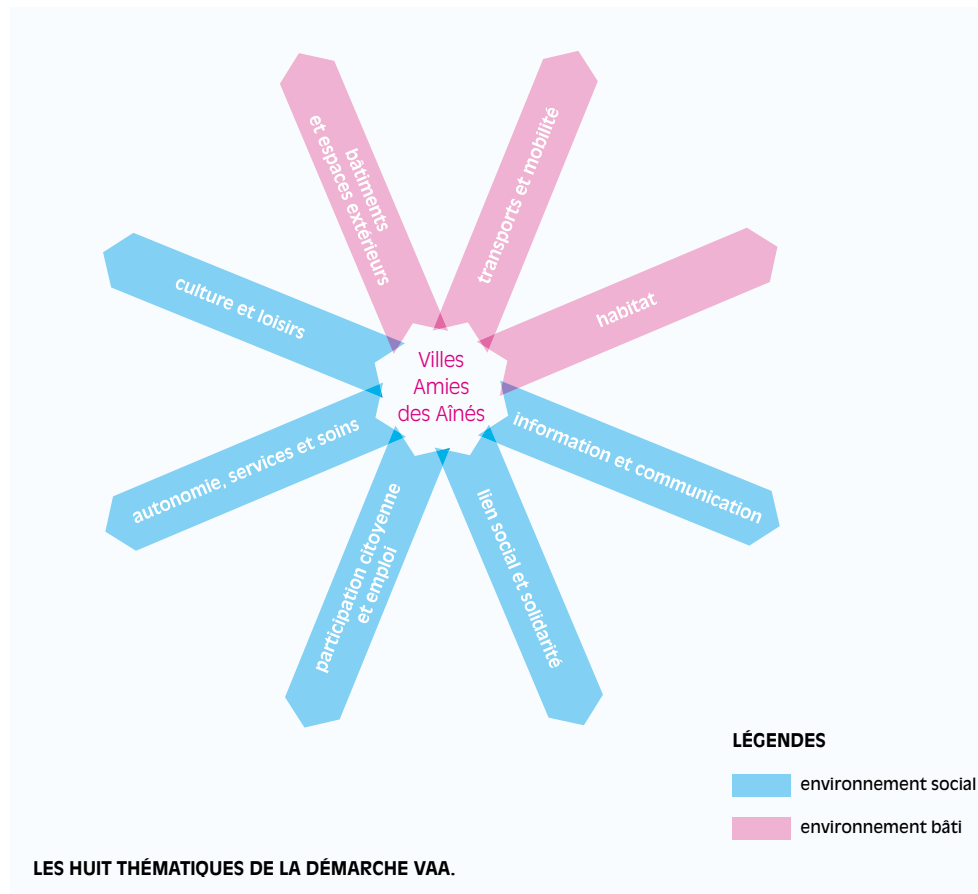 bâtiments
et espaces extérieurs
transports et mobilité
culture et loisirs
habitat
Villes
Amies
des Aînés
autonomie, services et soins
information et communication
participation citoyenne
et emploi
lien social et solidarité
LÉGENDES
environnement social
environnement bâti
LES HUIT THÉMATIQUES DE LA DÉMARCHE VAA.